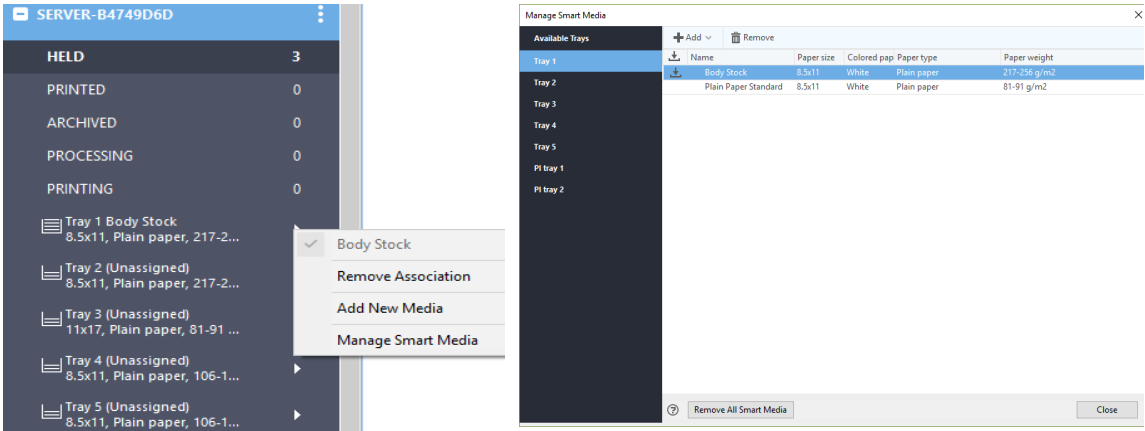 SERVER-B4749D6D
HELD 3
PRINTED 0
ARCHIVED 0
PROCESSING 0
PRINTING 0
Tray 1 Body Stock
8.5x11, Plain paper, 217-2...
Tray 2 (Unassigned)
8.5x11, Plain paper, 217-2...
Tray 3 (Unassigned)
11x17, Plain paper, 81-91 ...
Tray 4 (Unassigned)
8.5x11, Plain paper, 106-1...
Tray 5 (Unassigned)
8.5x11, Plain paper, 106-1...
Body Stock
Remove Association
Add New Media
Manage Smart Media
Manage Smart Media
Available Trays
Tray 1
Tray 2
Tray 3
Tray 4
Tray 5
PI tray 1
PI tray 2
Add Remove
Name Paper size Colored pap Paper type Paper weight
Body Stock 8.5x11 White Plain paper 217-256 g/m2
Plain Paper Standard 8.5x11 White Plain paper 81-91 g/m2
? Remove All Smart Media Close